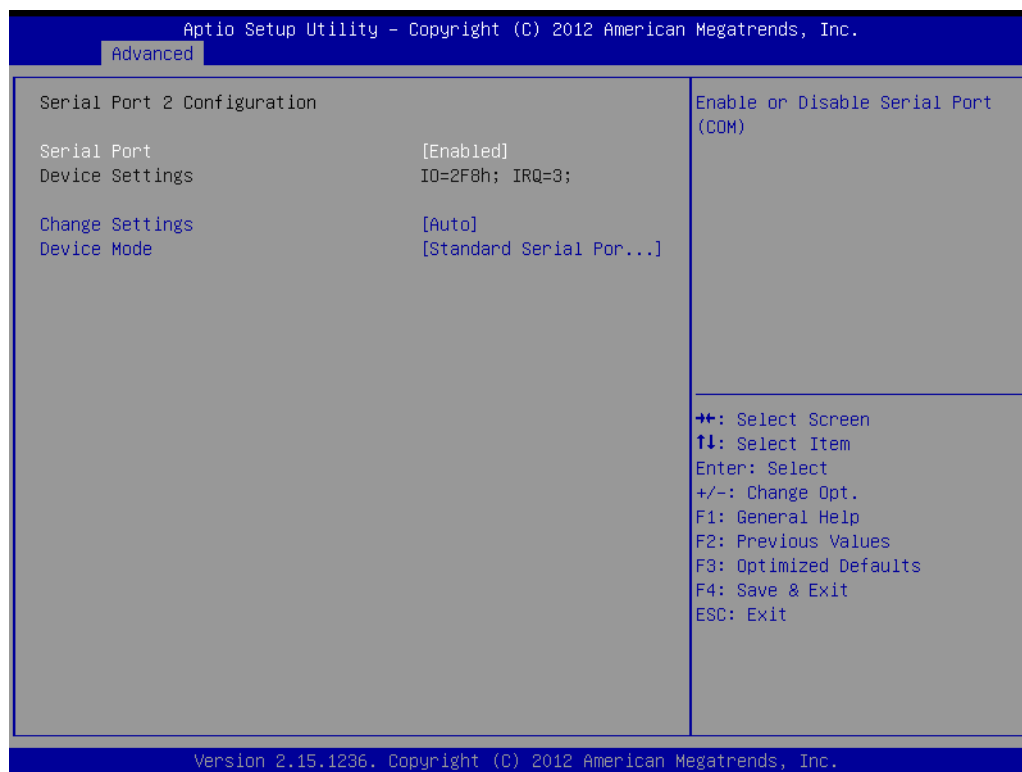 Aptio Setup Utility – Copyright (C) 2012 American Megatrends, Inc.
Advanced
Serial Port 2 Configuration
Serial Port [Enabled]
Device Settings IO=2F8h; IRQ=3;
Change Settings [Auto]
Device Mode [Standard Serial Por...]
Enable or Disable Serial Port
(COM)
→←: Select Screen
↑↓: Select Item
Enter: Select
+/-: Change Opt.
F1: General Help
F2: Previous Values
F3: Optimized Defaults
F4: Save & Exit
ESC: Exit
Version 2.15.1236. Copyright (C) 2012 American Megatrends, Inc.